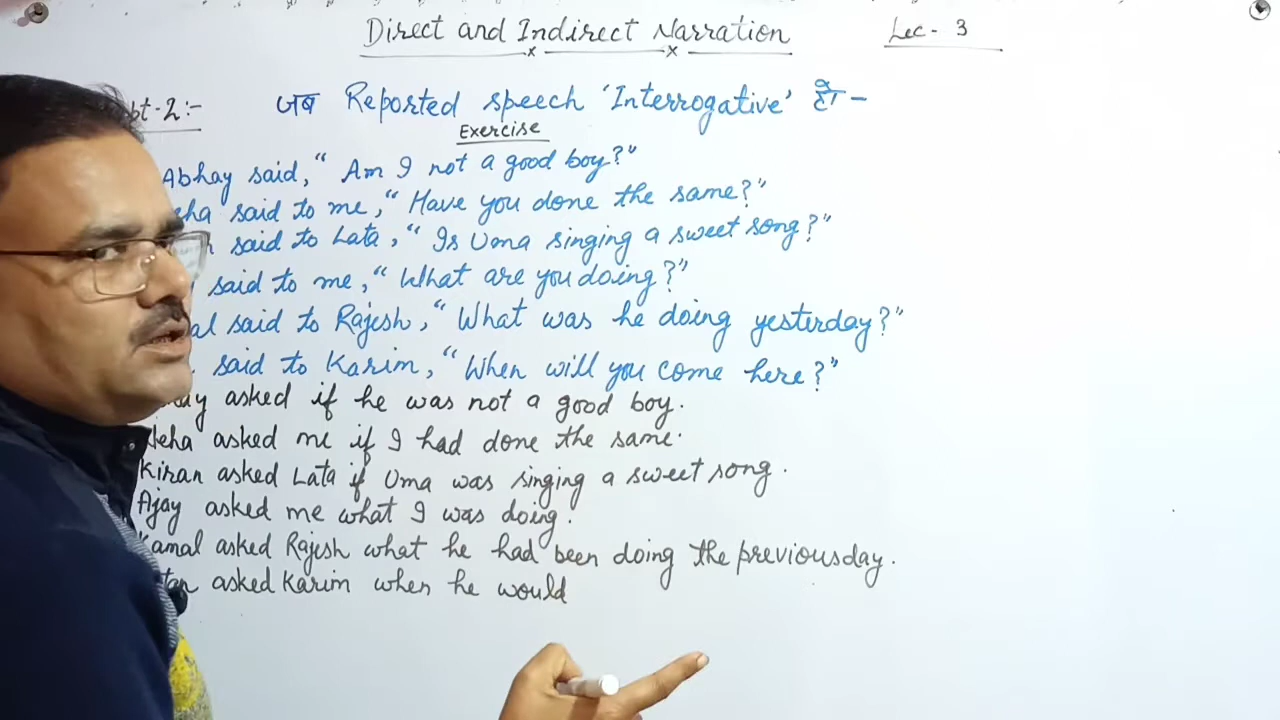 Direct and Indirect Narration Lec- 3
pt-2:- जब Reported speech 'Interrogative' हो -
Exercise
Abhay said, " Am I not a good boy?"
eha said to me, " Have you done the same?"
n said to Lata, " Is Uma singing a sweet song?"
said to me, " What are you doing?"
al said to Rajesh, " What was he doing yesterday?"
said to Karim, " When will you come here?"
ay asked if he was not a good boy.
Neha asked me if I had done the same.
Kiran asked Lata if Uma was singing a sweet song.
Ajay asked me what I was doing.
Kamal asked Rajesh what he had been doing the previous day.
tan asked Karim when he would